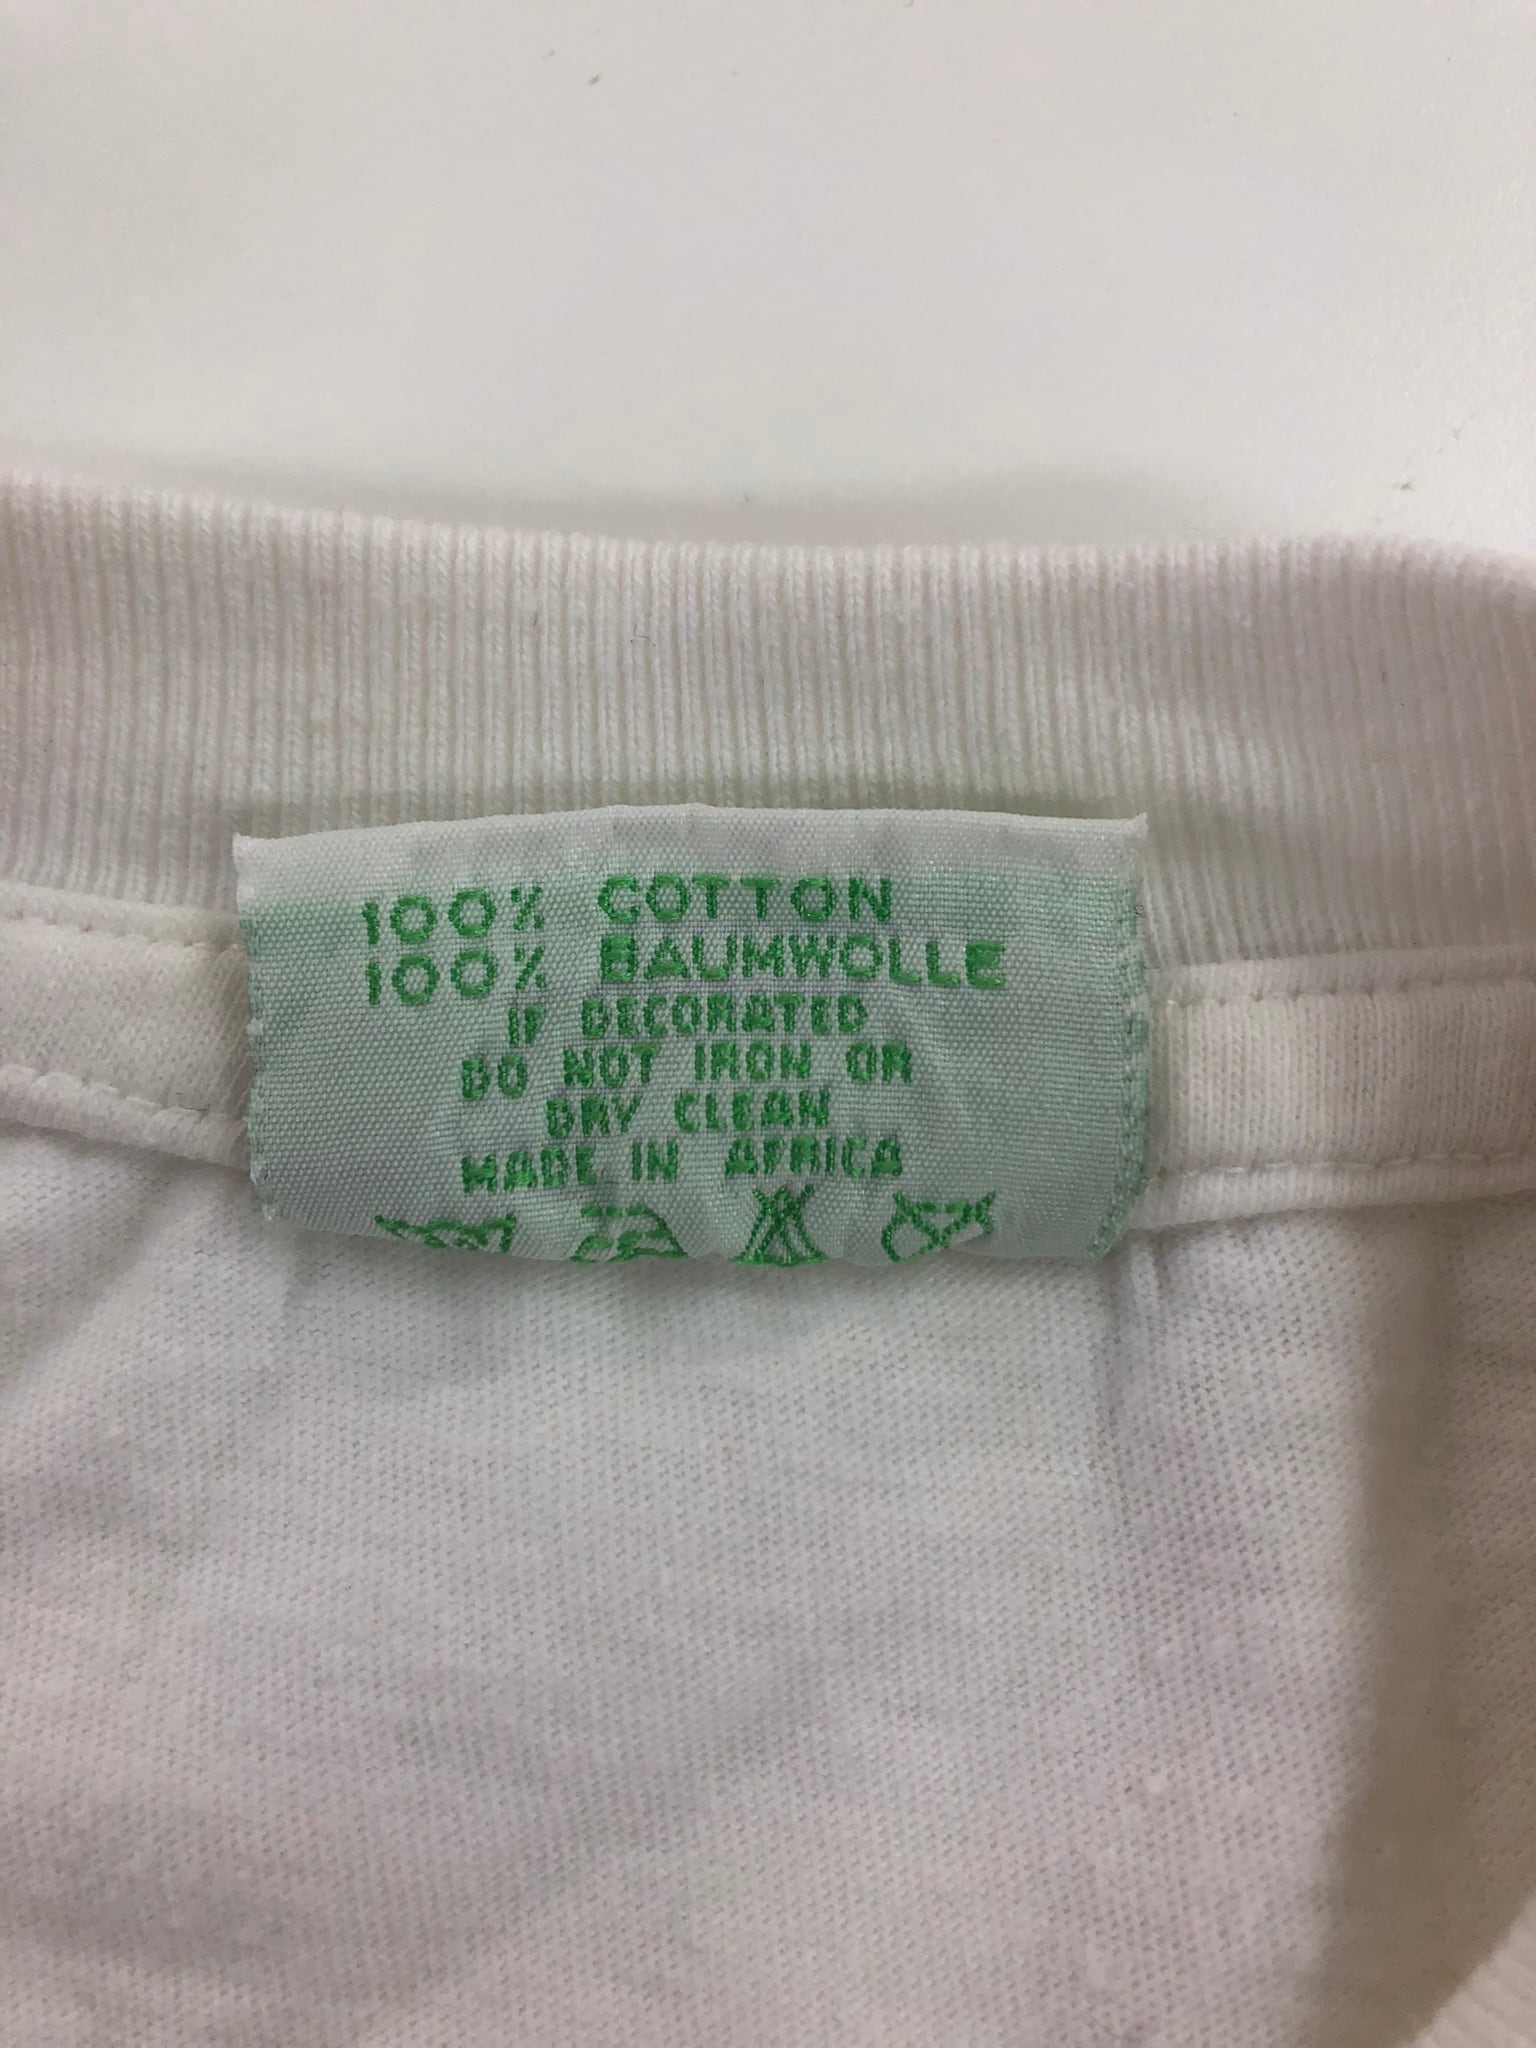 100% COTTON
100% BAUMWOLLE
IF DECORATED
DO NOT IRON OR
DRY CLEAN
MADE IN AFRICA